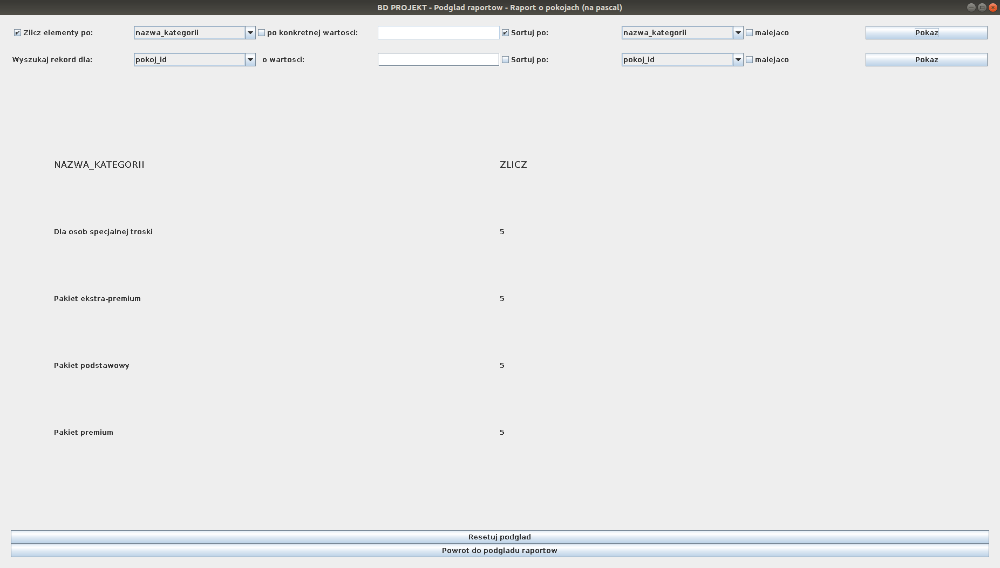 BD PROJEKT - Podglad raportow - Raport o pokojach (na pascal)
Zlicz elementy po: nazwa_kategorii po konkretnej wartosci: Sortuj po: nazwa_kategorii malejaco Pokaz
Wyszukaj rekord dla: pokoj_id o wartosci: Sortuj po: pokoj_id malejaco Pokaz
NAZWA_KATEGORII ZLICZ
Dla osob specjalnej troski 5
Pakiet ekstra-premium 5
Pakiet podstawowy 5
Pakiet premium 5
Resetuj podglad
Powrot do podgladu raportow